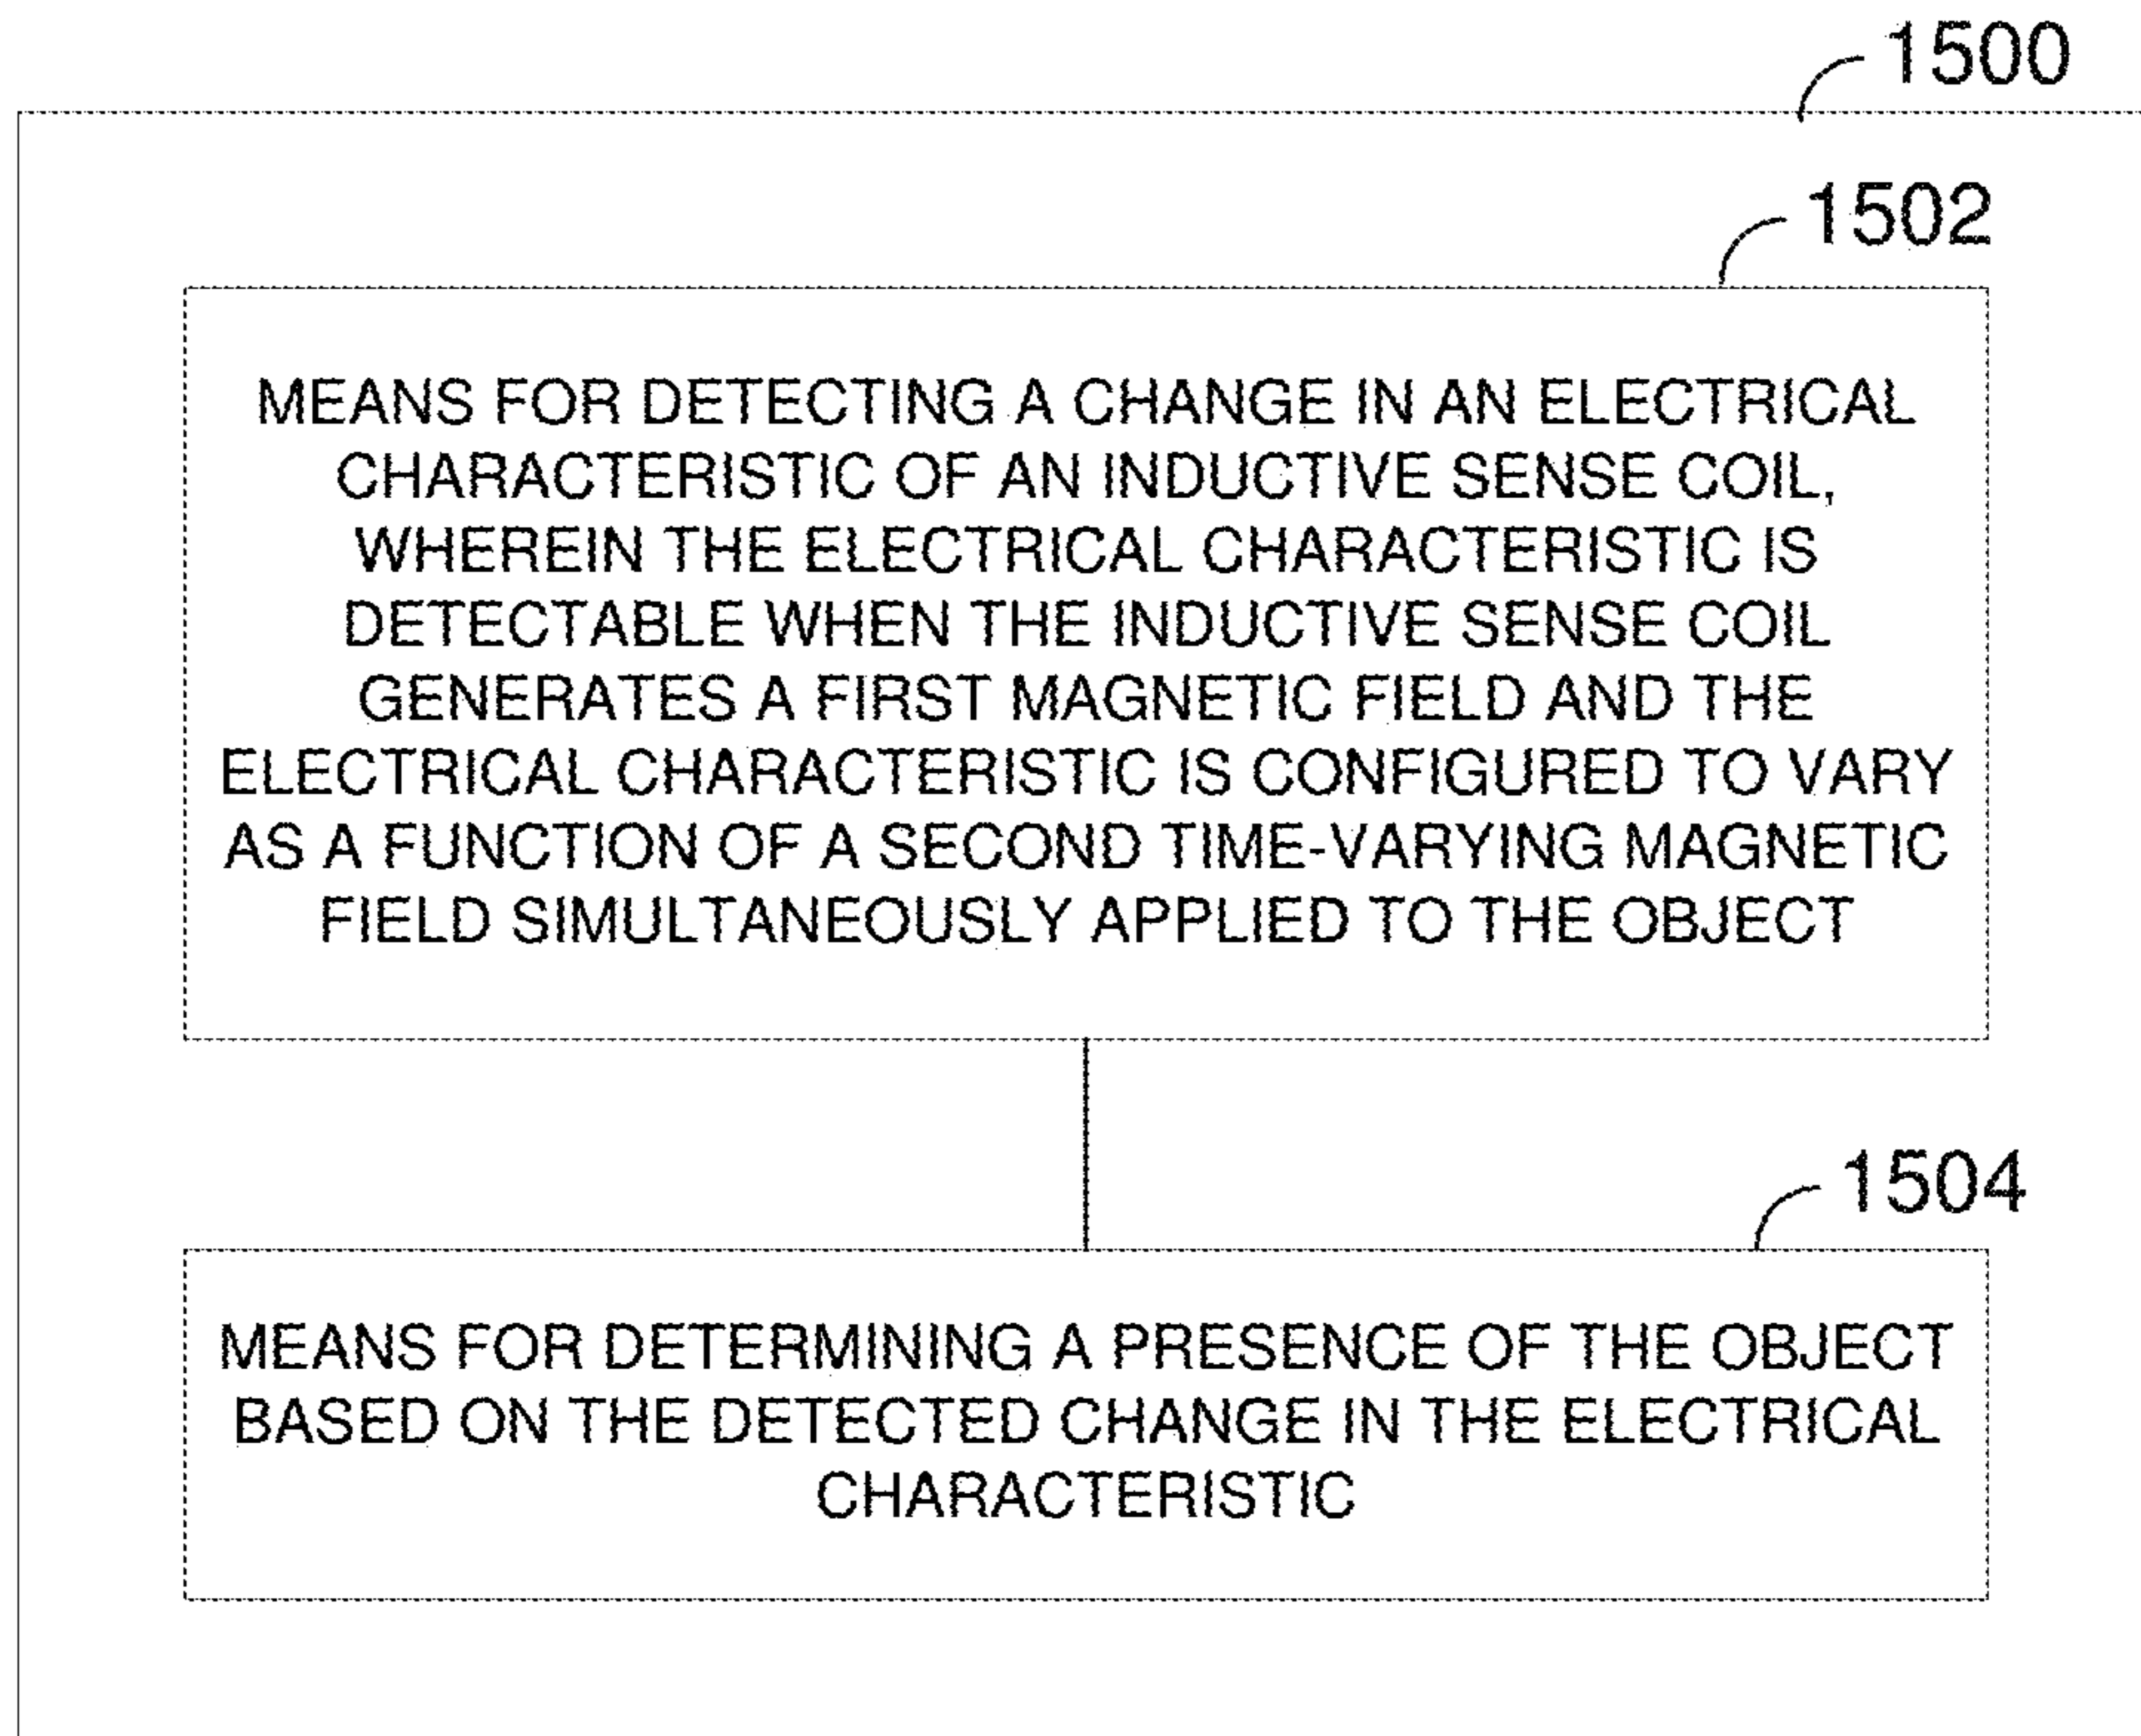 1500
1502
MEANS FOR DETECTING A CHANGE IN AN ELECTRICAL
CHARACTERISTIC OF AN INDUCTIVE SENSE COIL,
WHEREIN THE ELECTRICAL CHARACTERISTIC IS
DETECTABLE WHEN THE INDUCTIVE SENSE COIL
GENERATES A FIRST MAGNETIC FIELD AND THE
ELECTRICAL CHARACTERISTIC IS CONFIGURED TO VARY
AS A FUNCTION OF A SECOND TIME-VARYING MAGNETIC
FIELD SIMULTANEOUSLY APPLIED TO THE OBJECT
1504
MEANS FOR DETERMINING A PRESENCE OF THE OBJECT
BASED ON THE DETECTED CHANGE IN THE ELECTRICAL
CHARACTERISTIC